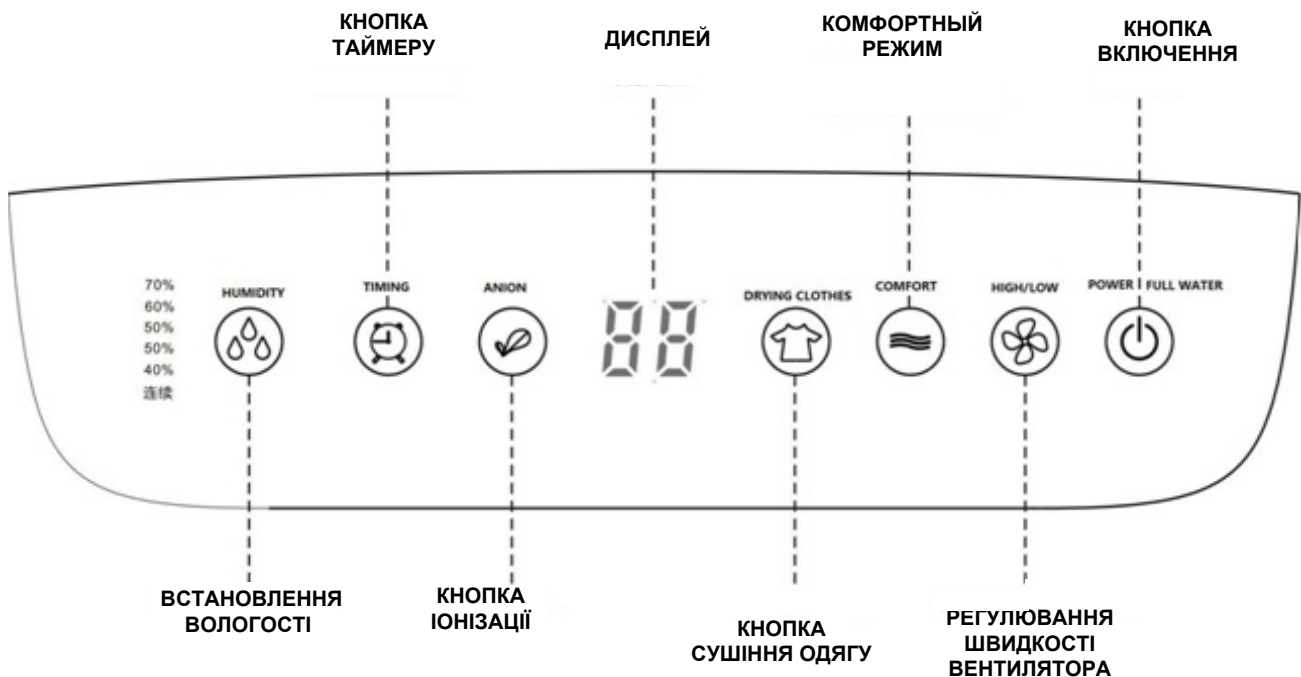 КНОПКА
ТАЙМЕРУ
ДИСПЛЕЙ
КОМФОРТНЫЙ
РЕЖИМ
КНОПКА
ВКЛЮЧЕННЯ
70%
60%
50%
50%
40%
连续
HUMIDITY
TIMING
ANION
88
DRYING CLOTHES
COMFORT
HIGH/LOW
POWER FULL WATER
ВСТАНОВЛЕННЯ
ВОЛОГОСТІ
КНОПКА
ІОНІЗАЦІЇ
КНОПКА
СУШІННЯ ОДЯГУ
РЕГУЛЮВАННЯ
ШВИДКОСТІ
ВЕНТИЛЯТОРА